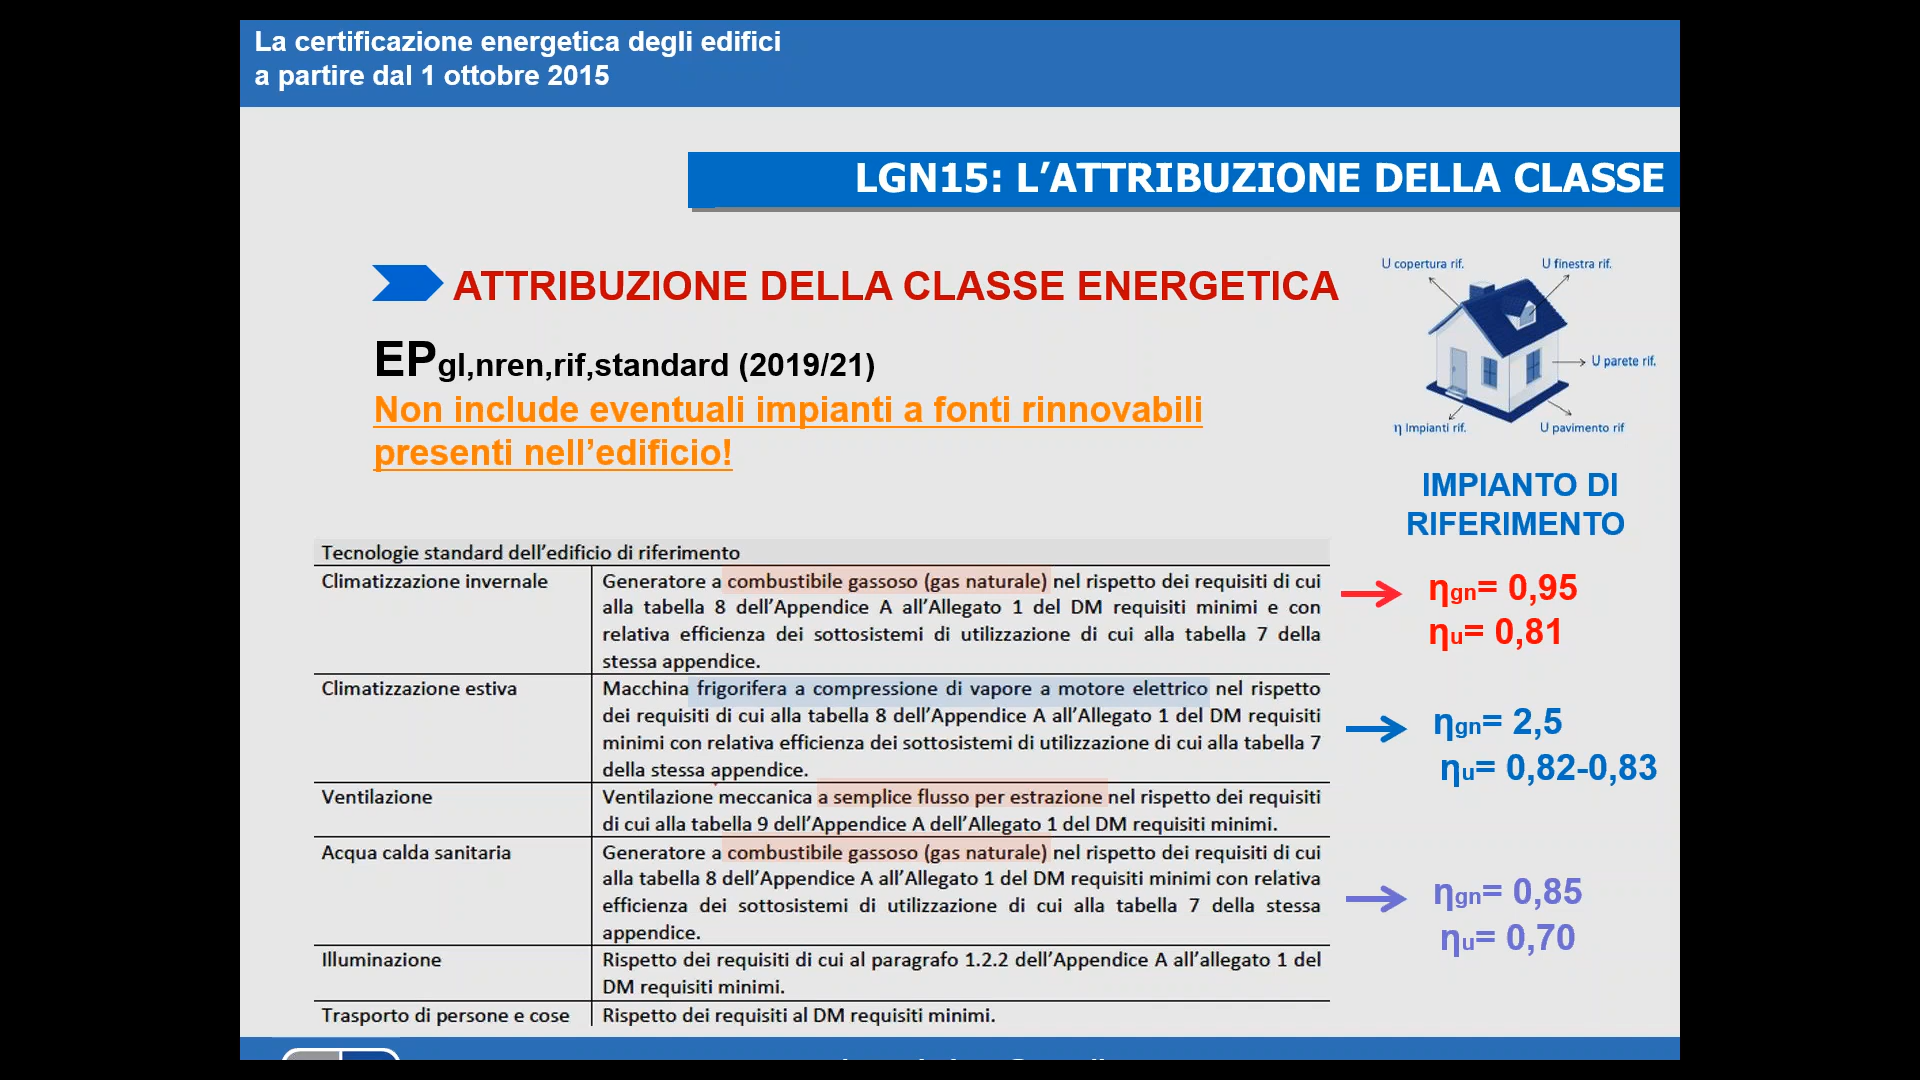 La certificazione energetica degli edifici
a partire dal 1 ottobre 2015
LGN15: L'ATTRIBUZIONE DELLA CLASSE
ATTRIBUZIONE DELLA CLASSE ENERGETICA
EPgl,nren,rif,standard (2019/21)
Non include eventuali impianti a fonti rinnovabili
presenti nell'edificio!
U copertura rif.
U finestra rif.
U parete rif.
η Impianti rif.
U pavimento rif
IMPIANTO DI
RIFERIMENTO
Tecnologie standard dell'edificio di riferimento
Climatizzazione invernale
Generatore a combustibile gassoso (gas naturale) nel rispetto dei requisiti di cui
alla tabella 8 dell'Appendice A all'Allegato 1 del DM requisiti minimi e con
relativa efficienza dei sottosistemi di utilizzazione di cui alla tabella 7 della
stessa appendice.
ηgn= 0,95
ηu= 0,81
Climatizzazione estiva
Macchina frigorifera a compressione di vapore a motore elettrico nel rispetto
dei requisiti di cui alla tabella 8 dell'Appendice A all'Allegato 1 del DM requisiti
minimi con relativa efficienza dei sottosistemi di utilizzazione di cui alla tabella 7
della stessa appendice.
ηgn= 2,5
ηu= 0,82-0,83
Ventilazione
Ventilazione meccanica a semplice flusso per estrazione nel rispetto dei requisiti
di cui alla tabella 9 dell'Appendice A dell'Allegato 1 del DM requisiti minimi.
Acqua calda sanitaria
Generatore a combustibile gassoso (gas naturale) nel rispetto dei requisiti di cui
alla tabella 8 dell'Appendice A all'Allegato 1 del DM requisiti minimi con relativa
efficienza dei sottosistemi di utilizzazione di cui alla tabella 7 della stessa
appendice.
ηgn= 0,85
ηu= 0,70
Illuminazione
Rispetto dei requisiti di cui al paragrafo 1.2.2 dell'Appendice A all'allegato 1 del
DM requisiti minimi.
Trasporto di persone e cose
Rispetto dei requisiti al DM requisiti minimi.